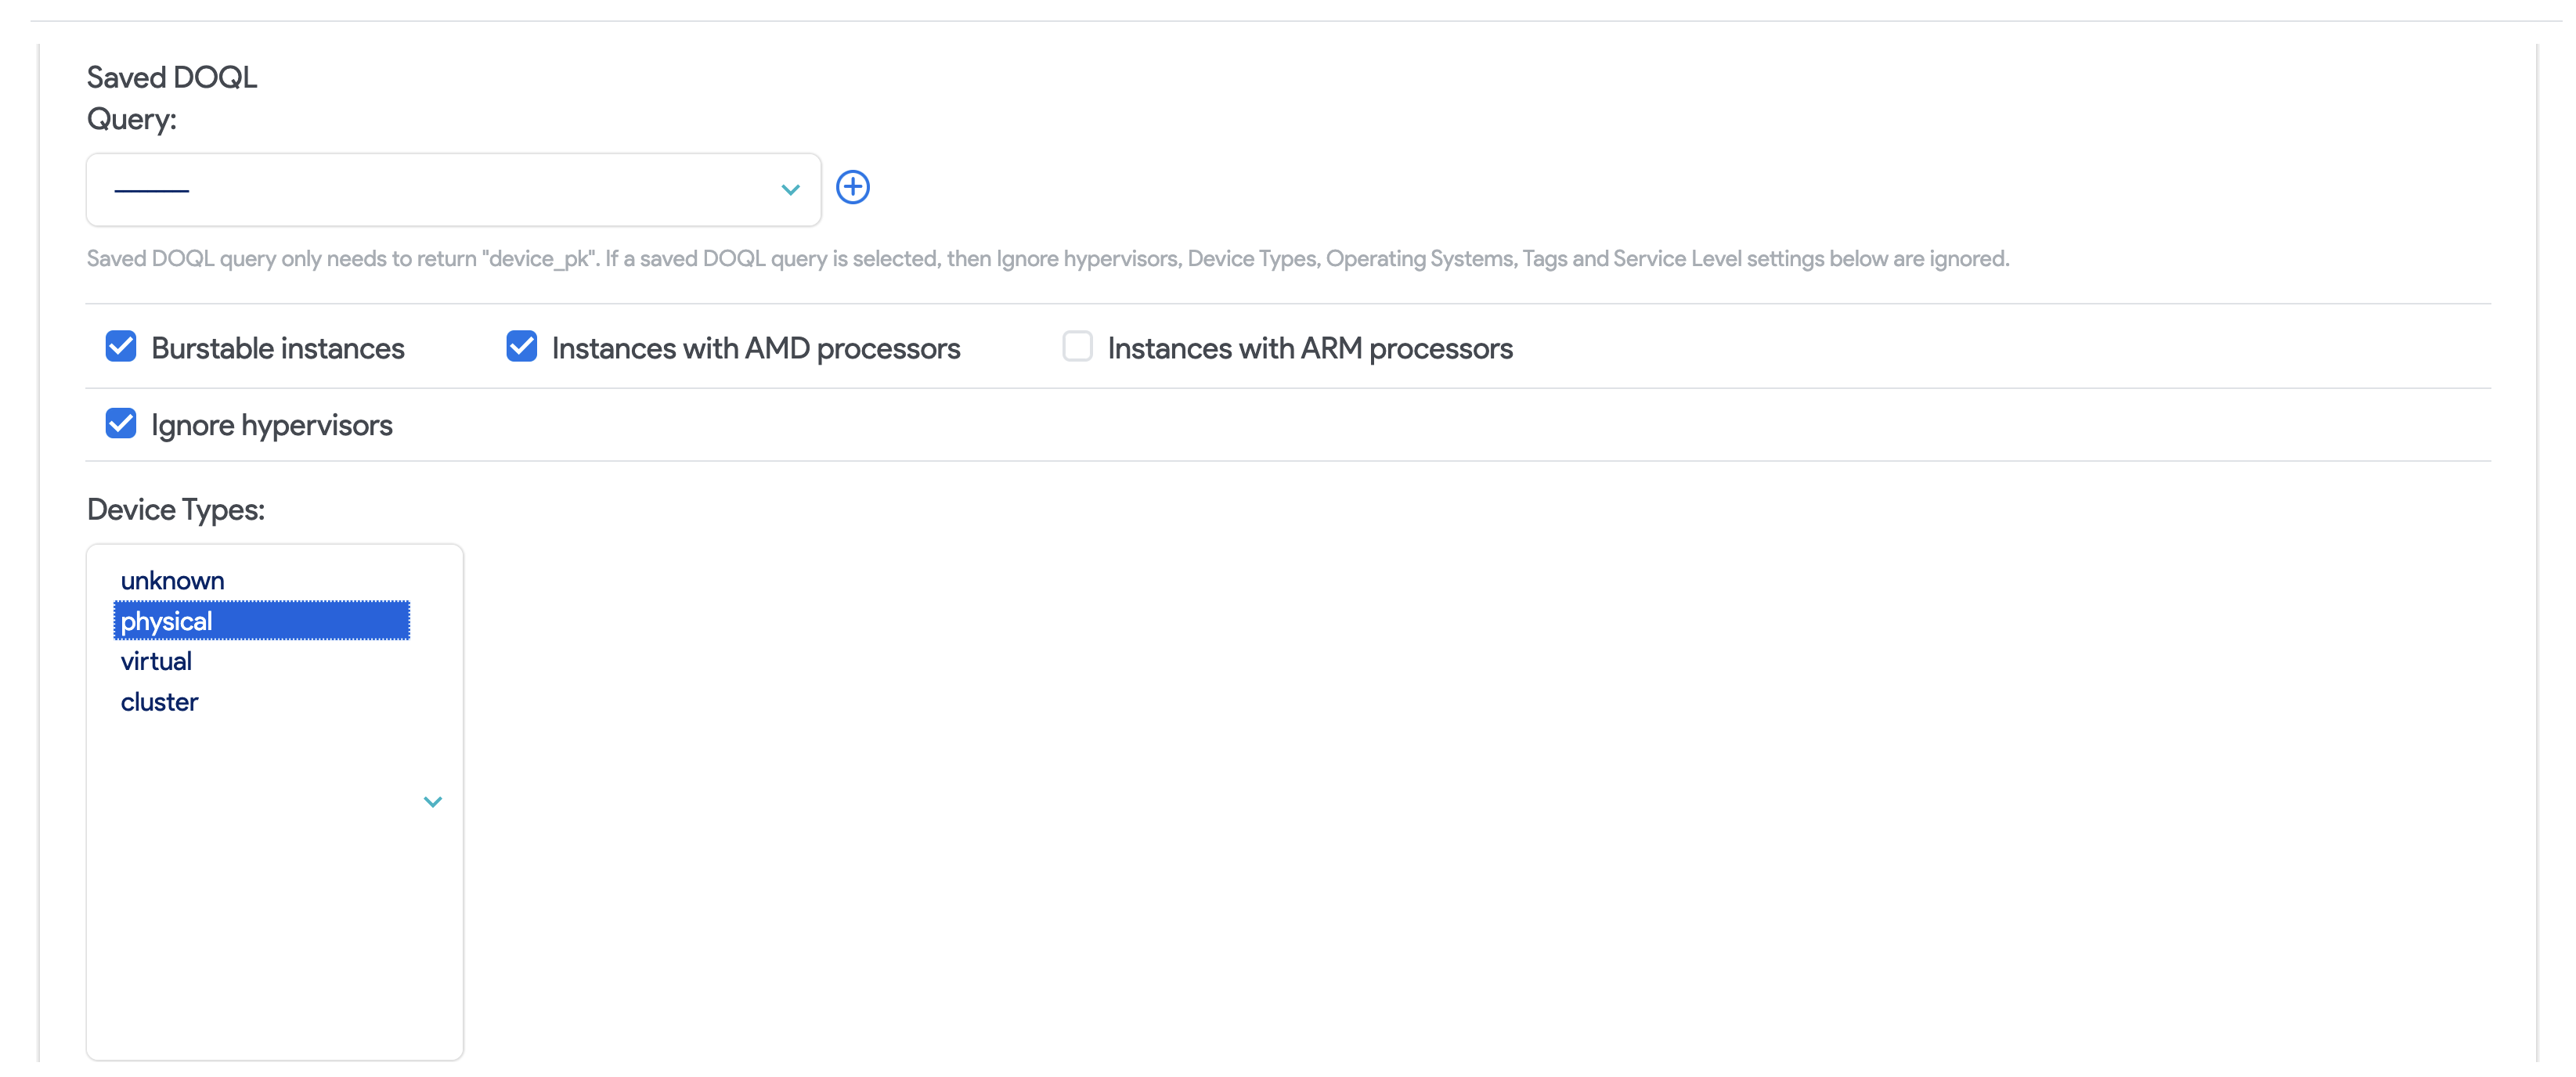 Saved DOQL
Query:
Saved DOQL query only needs to return "device_pk". If a saved DOQL query is selected, then Ignore hypervisors, Device Types, Operating Systems, Tags and Service Level settings below are ignored.
Burstable instances Instances with AMD processors Instances with ARM processors
Ignore hypervisors
Device Types:
unknown
physical
virtual
cluster